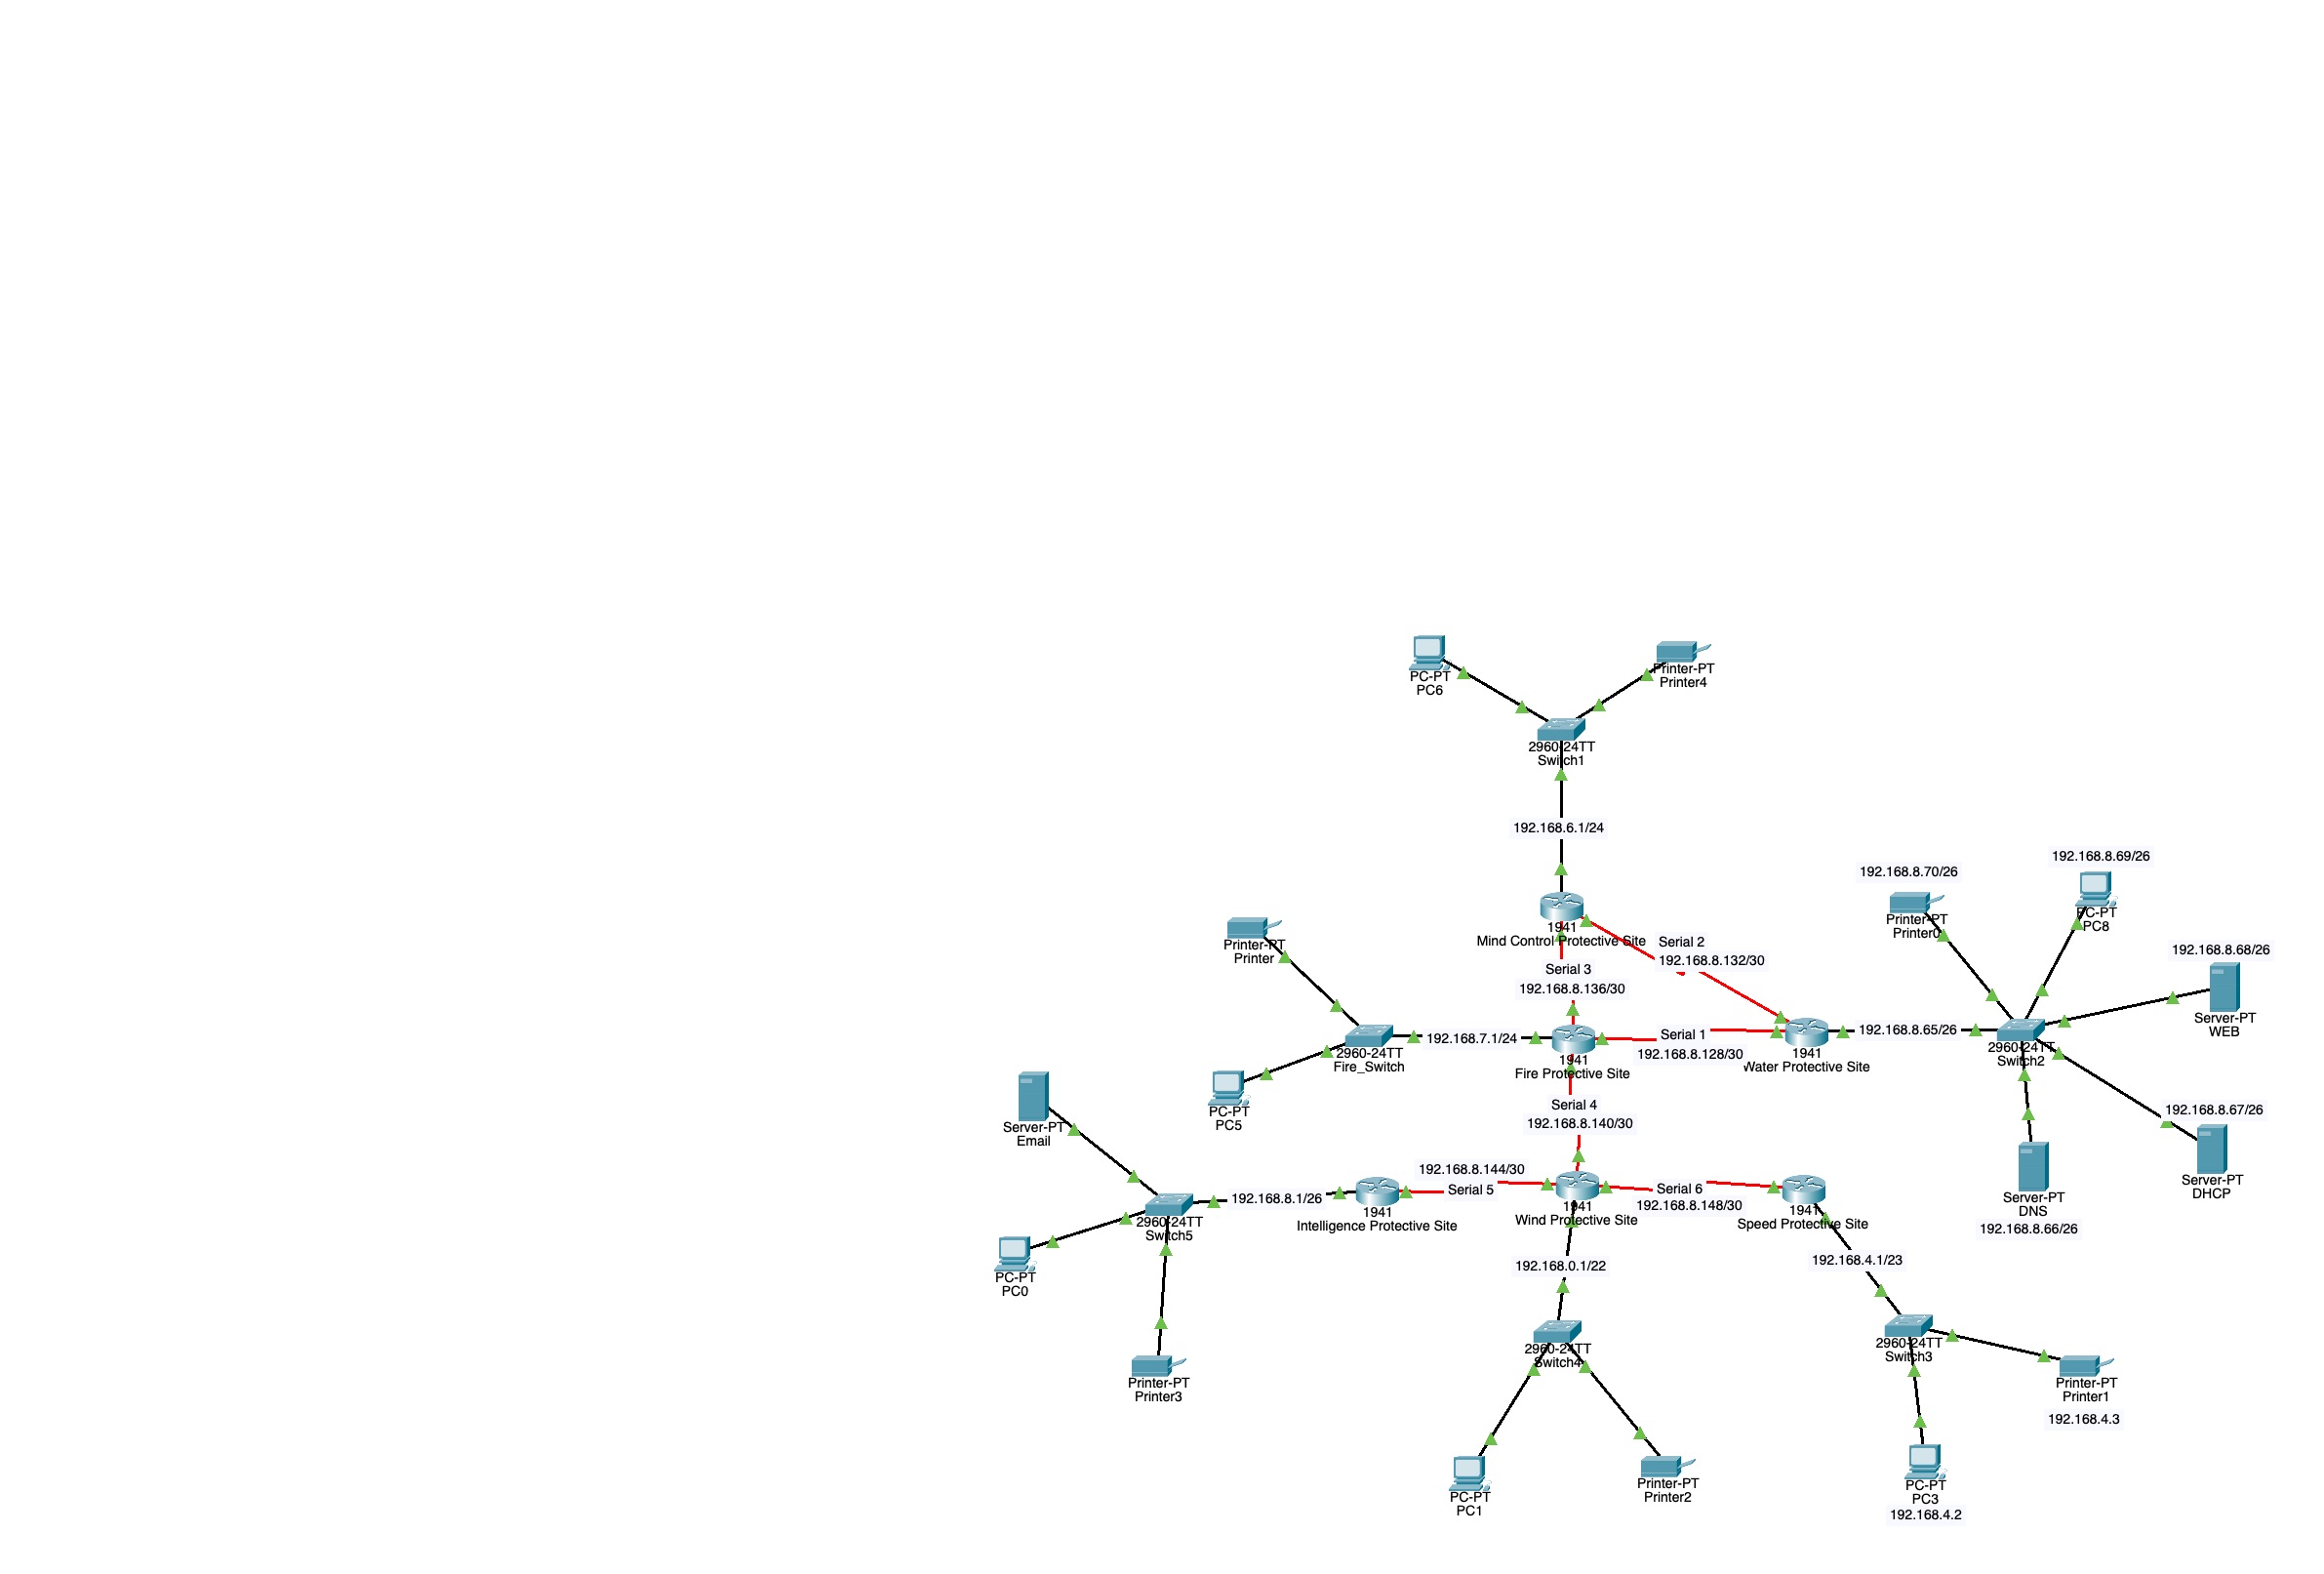 PC-PT
PC6
Printer-PT
Printer4
2960-24TT
Switch1
192.168.6.1/24
1941
Mind Control Protective Site
Serial 2
192.168.8.132/30
Serial 3
192.168.8.136/30
Printer-PT
Printer
2960-24TT
Fire_Switch
192.168.7.1/24
PC-PT
PC5
1941
Fire Protective Site
Serial 1
192.168.8.128/30
1941
Water Protective Site
192.168.8.65/26
192.168.8.70/26
Printer-PT
Printer0
192.168.8.69/26
PC-PT
PC8
192.168.8.68/26
Server-PT
WEB
2960-24TT
Switch2
192.168.8.67/26
Server-PT
DHCP
Server-PT
DNS
192.168.8.66/26
Serial 4
192.168.8.140/30
Server-PT
Email
2960-24TT
Switch5
192.168.8.1/26
PC-PT
PC0
Printer-PT
Printer3
1941
Intelligence Protective Site
192.168.8.144/30
Serial 5
1941
Wind Protective Site
Serial 6
192.168.8.148/30
1941
Speed Protective Site
192.168.0.1/22
2960-24TT
Switch4
PC-PT
PC1
Printer-PT
Printer2
192.168.4.1/23
2960-24TT
Switch3
Printer-PT
Printer1
192.168.4.3
PC-PT
PC3
192.168.4.2